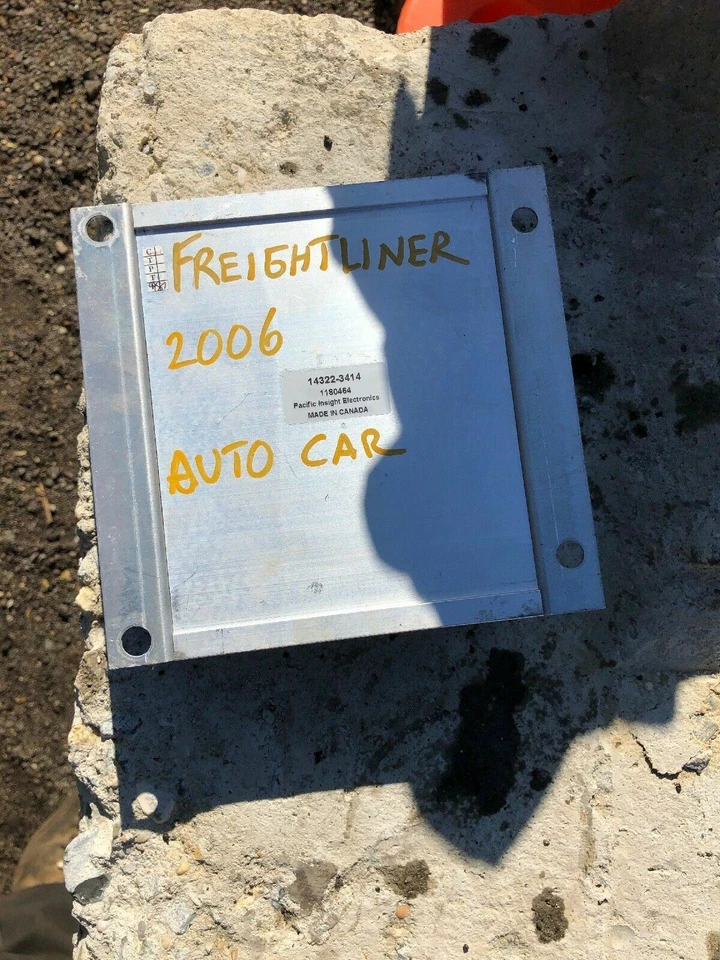 FREIGHTLINER
2006
14322-3414
1180464
Pacific Insight Electronics
MADE IN CANADA
AUTO CAR